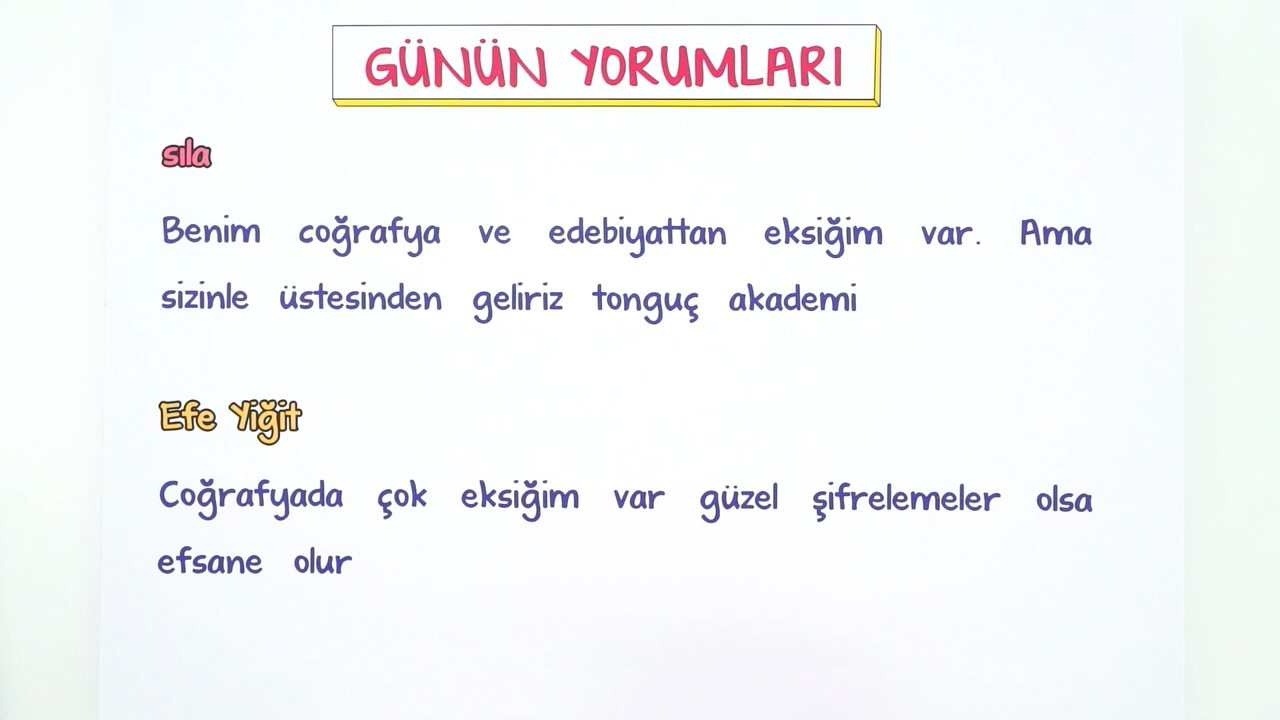 GÜNÜN YORUMLARI
sıla
Benim coğrafya ve edebiyattan eksiğim var. Ama
sizinle üstesinden geliriz tonguç akademi
Efe Yiğit
Coğrafyada çok eksiğim var güzel şifrelemeler olsa
efsane olur